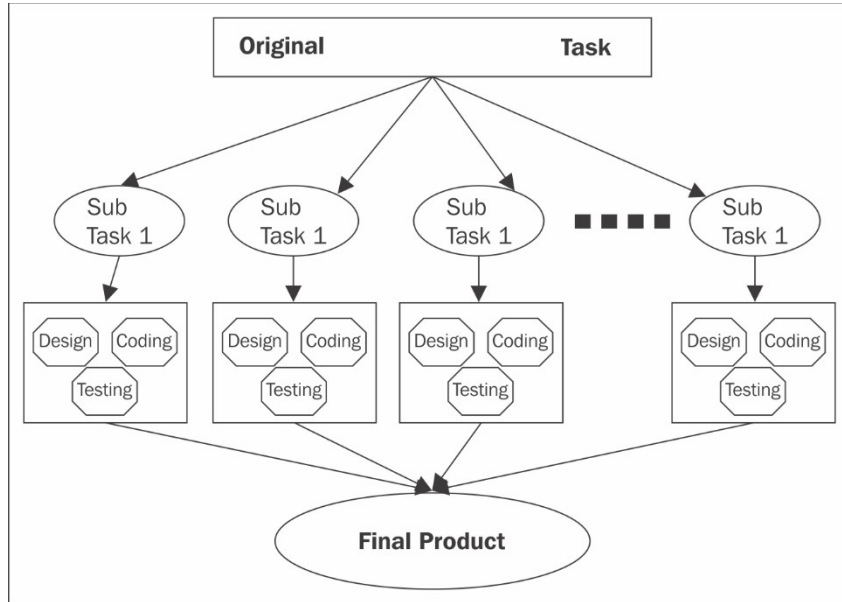 Original Task
Sub
Task 1
Sub
Task 1
Sub
Task 1
Sub
Task 1
Design Coding
Testing
Design Coding
Testing
Design Coding
Testing
Design Coding
Testing
Final Product